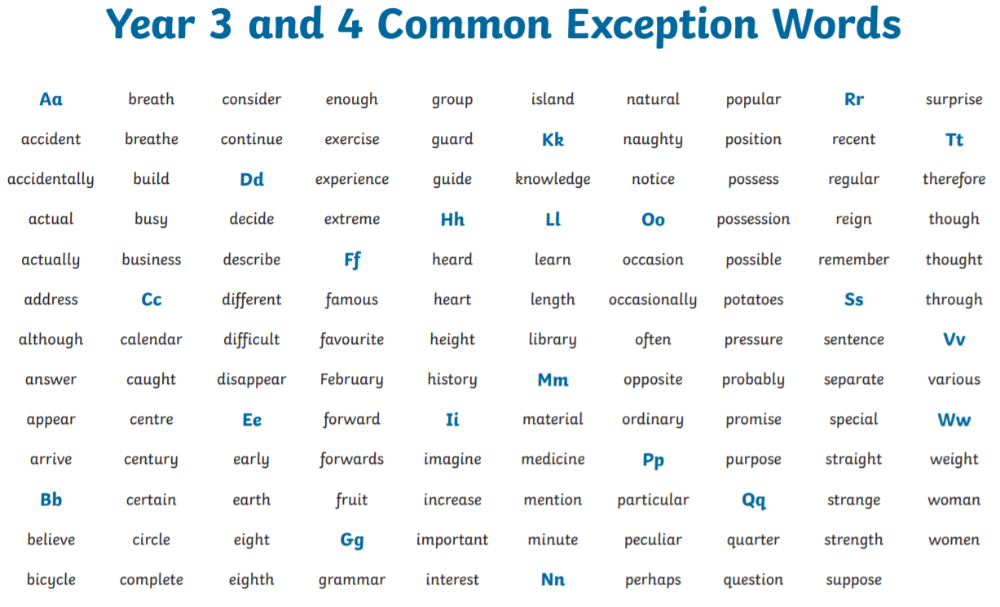 Year 3 and 4 Common Exception Words
Aa breath consider enough group island natural popular Rr surprise
accident breathe continue exercise guard Kk naughty position recent Tt
accidentally build Dd experience guide knowledge notice possess regular therefore
actual busy decide extreme Hh Ll Oo possession reign though
actually business describe Ff heard learn occasion possible remember thought
address Cc different famous heart length occasionally potatoes Ss through
although calendar difficult favourite height library often pressure sentence Vv
answer caught disappear February history Mm opposite probably separate various
appear centre Ee forward Ii material ordinary promise special Ww
arrive century early forwards imagine medicine Pp purpose straight weight
Bb certain earth fruit increase mention particular Qq strange woman
believe circle eight Gg important minute peculiar quarter strength women
bicycle complete eighth grammar interest Nn perhaps question suppose